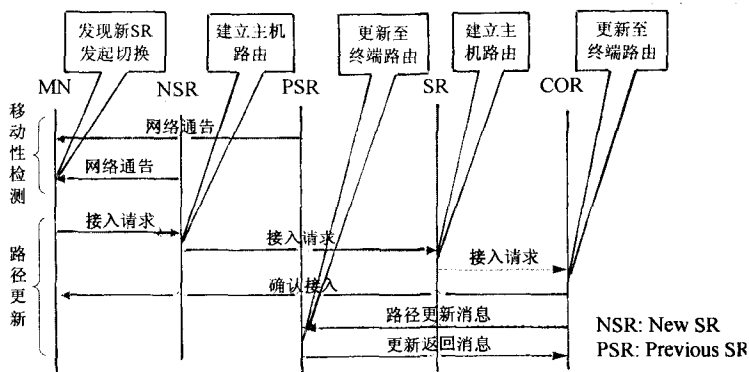 发现新SR
发起切换
建立主机
路由
更新至
终端路由
建立主
机路由
更新至
终端路由
MN
NSR
PSR
SR
COR
移动性检测
网络通告
网络通告
路径更新
接入请求
接入请求
接入请求
确认接入
路径更新消息
更新返回消息
NSR: New SR
PSR: Previous SR